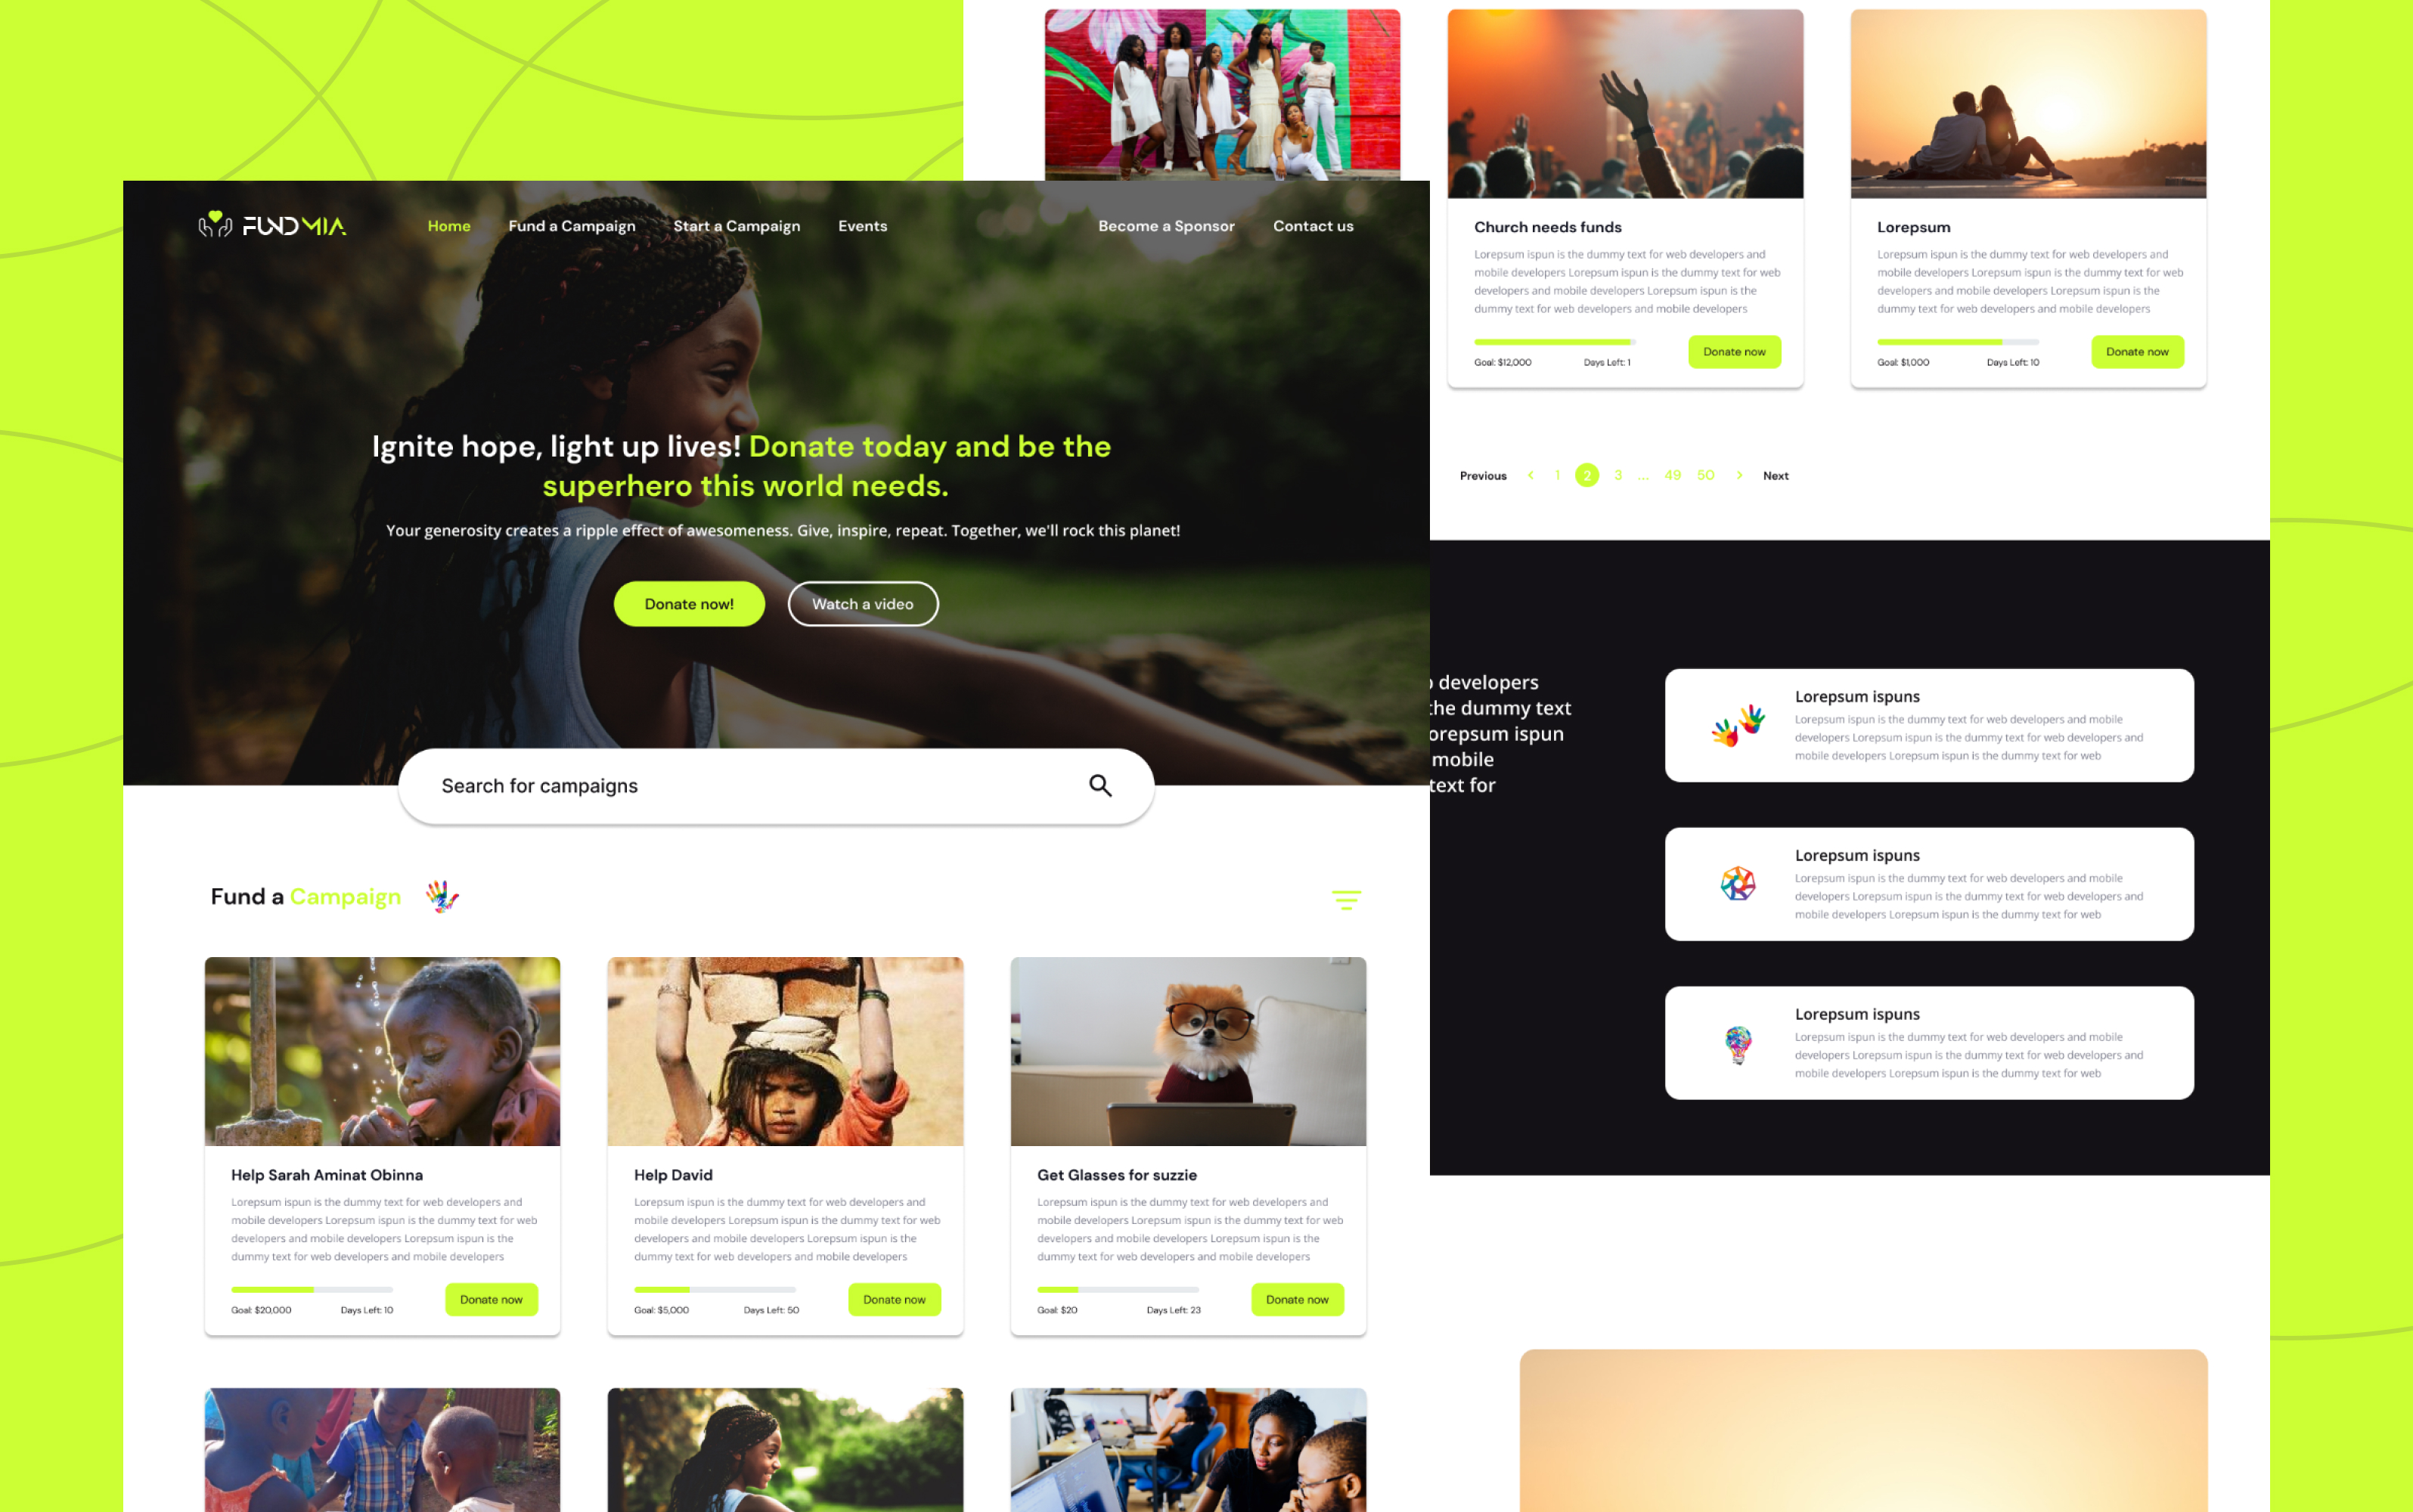 FUNDMIA
Home Fund a Campaign Start a Campaign Events Become a Sponsor Contact us
Ignite hope, light up lives! Donate today and be the
superhero this world needs.
Your generosity creates a ripple effect of awesomeness. Give, inspire, repeat. Together, we'll rock this planet!
Donate now! Watch a video
Search for campaigns
Fund a Campaign
Help Sarah Aminat Obinna
Lorepsum ispun is the dummy text for web developers and
mobile developers Lorepsum ispun is the dummy text for web
developers and mobile developers Lorepsum ispun is the
dummy text for web developers and mobile developers
Goal: $20,000 Days Left: 10
Donate now
Help David
Lorepsum ispun is the dummy text for web developers and
mobile developers Lorepsum ispun is the dummy text for web
developers and mobile developers Lorepsum ispun is the
dummy text for web developers and mobile developers
Goal: $5,000 Days Left: 50
Donate now
Get Glasses for suzzie
Lorepsum ispun is the dummy text for web developers and
mobile developers Lorepsum ispun is the dummy text for web
developers and mobile developers Lorepsum ispun is the
dummy text for web developers and mobile developers
Goal: $20 Days Left: 23
Donate now
Church needs funds
Lorepsum ispun is the dummy text for web developers and
mobile developers Lorepsum ispun is the dummy text for web
developers and mobile developers Lorepsum ispun is the
dummy text for web developers and mobile developers
Goal: $12,000 Days Left: 1
Donate now
Lorepsum
Lorepsum ispun is the dummy text for web developers and
mobile developers Lorepsum ispun is the dummy text for web
developers and mobile developers Lorepsum ispun is the
dummy text for web developers and mobile developers
Goal: $1,000 Days Left: 10
Donate now
Previous < 1 2 3 ... 49 50 > Next
developers
the dummy text
orepsum ispun
mobile
text for
Lorepsum ispuns
Lorepsum ispun is the dummy text for web developers and mobile
developers Lorepsum ispun is the dummy text for web developers and
mobile developers Lorepsum ispun is the dummy text for web
Lorepsum ispuns
Lorepsum ispun is the dummy text for web developers and mobile
developers Lorepsum ispun is the dummy text for web developers and
mobile developers Lorepsum ispun is the dummy text for web
Lorepsum ispuns
Lorepsum ispun is the dummy text for web developers and mobile
developers Lorepsum ispun is the dummy text for web developers and
mobile developers Lorepsum ispun is the dummy text for web